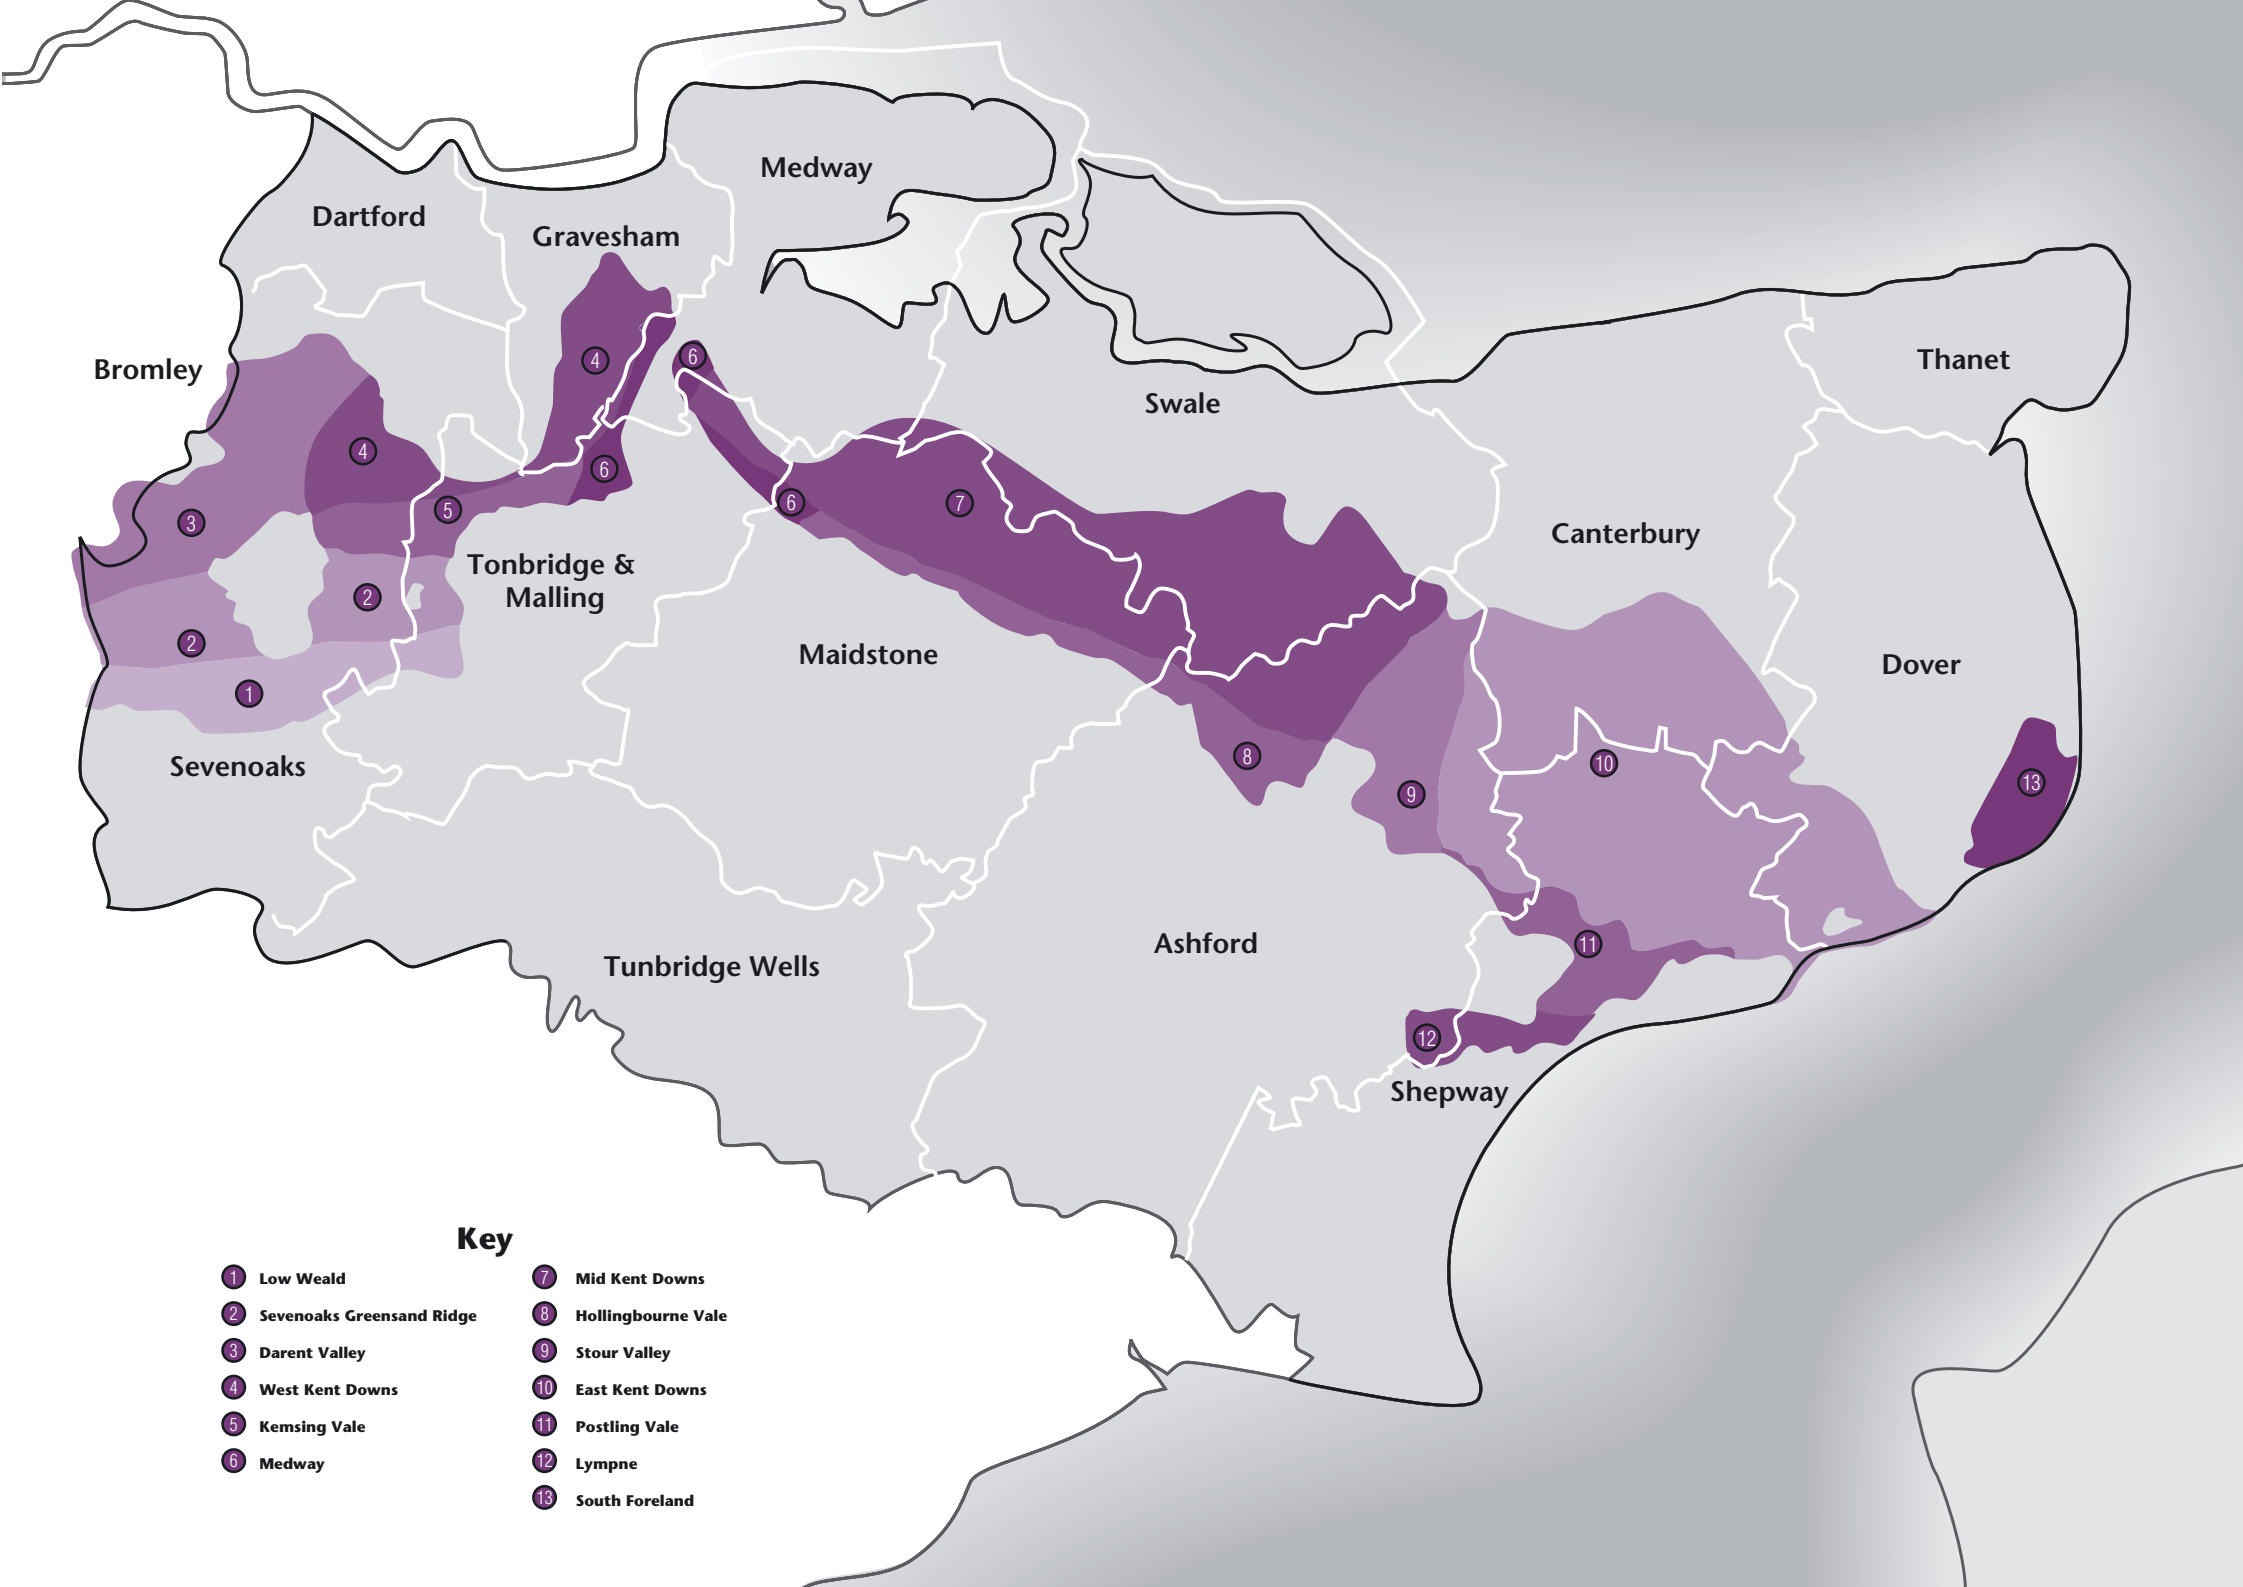 Medway
Dartford
Gravesham
Bromley
4
6
Thanet
Swale
4
6
6
7
5
3
Canterbury
Tonbridge &
Malling
2
2
Maidstone
Dover
1
Sevenoaks
8
10
13
9
Ashford
11
Tunbridge Wells
12
Shepway
Key
1 Low Weald
2 Sevenoaks Greensand Ridge
3 Darent Valley
4 West Kent Downs
5 Kemsing Vale
6 Medway
7 Mid Kent Downs
8 Hollingbourne Vale
9 Stour Valley
10 East Kent Downs
11 Postling Vale
12 Lympne
13 South Foreland